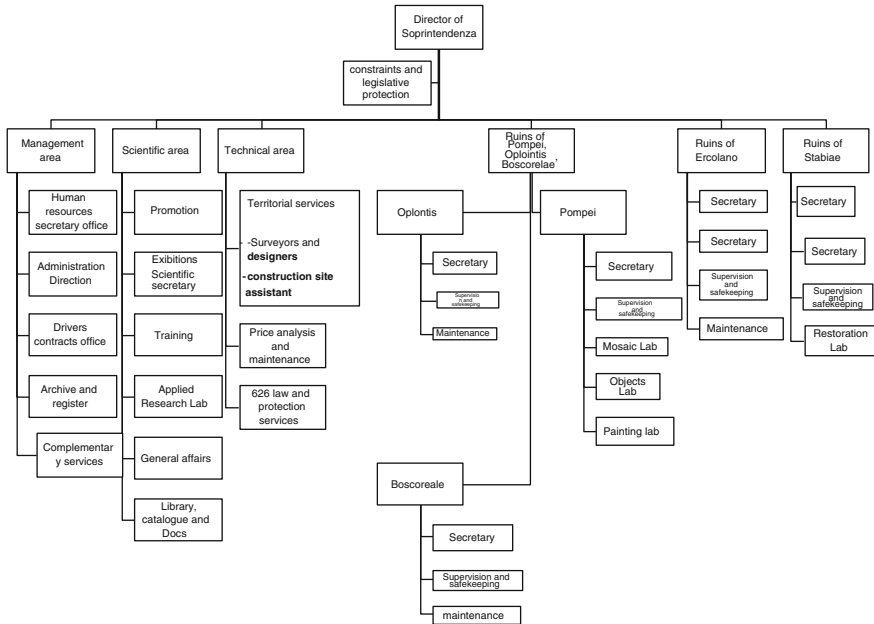 Director of
Soprintendenza
constraints and
legislative
protection
Management
area
Scientific area
Technical area
Ruins of
Pompei,
Oplointis
Boscorelae,
Ruins of
Ercolano
Ruins of
Stabiae
Human
resources
secretary office
Administration
Direction
Drivers
contracts office
Archive and
register
Complementar
y services
Promotion
Exibitions
Scientific
secretary
Training
Applied
Research Lab
General affairs
Library,
catalogue and
Docs
Territorial services
- -Surveyors and
designers
-construction site
assistant
Price analysis
and
maintenance
626 law and
protection
services
Oplontis
Secretary
Supervisio
n and
safekeeping
Maintenance
Pompei
Secretary
Supervision
and
safekeeping
Mosaic Lab
Objects
Lab
Painting lab
Boscoreale
Secretary
Supervision and
safekeeping
maintenance
Secretary
Secretary
Supervision
and
safekeeping
Maintenance
Secretary
Secretary
Supervision
and
safekeeping
Restoration
Lab